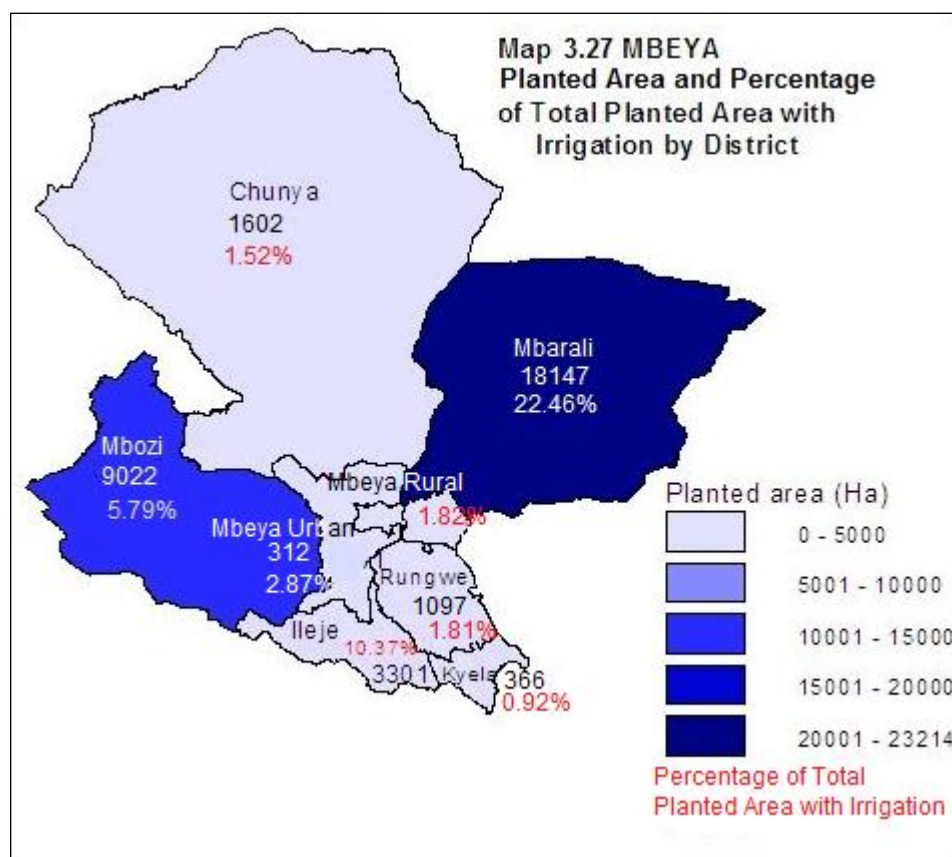 Map 3.27 MBEYA
Planted Area and Percentage
of Total Planted Area with
Irrigation by District
Chunya
1602
1.52%
Mbarali
18147
22.46%
Mbozi
9022
5.79%
Mbeya Rural
1.82%
Mbeya Urban
312
2.87%
Rungwe
1097
1.81%
Ileje
10.37%
3301
Kyela
366
0.92%
Planted area (Ha)
0 - 5000
5001 - 10000
10001 - 15000
15001 - 20000
20001 - 23214
Percentage of Total
Planted Area with Irrigation